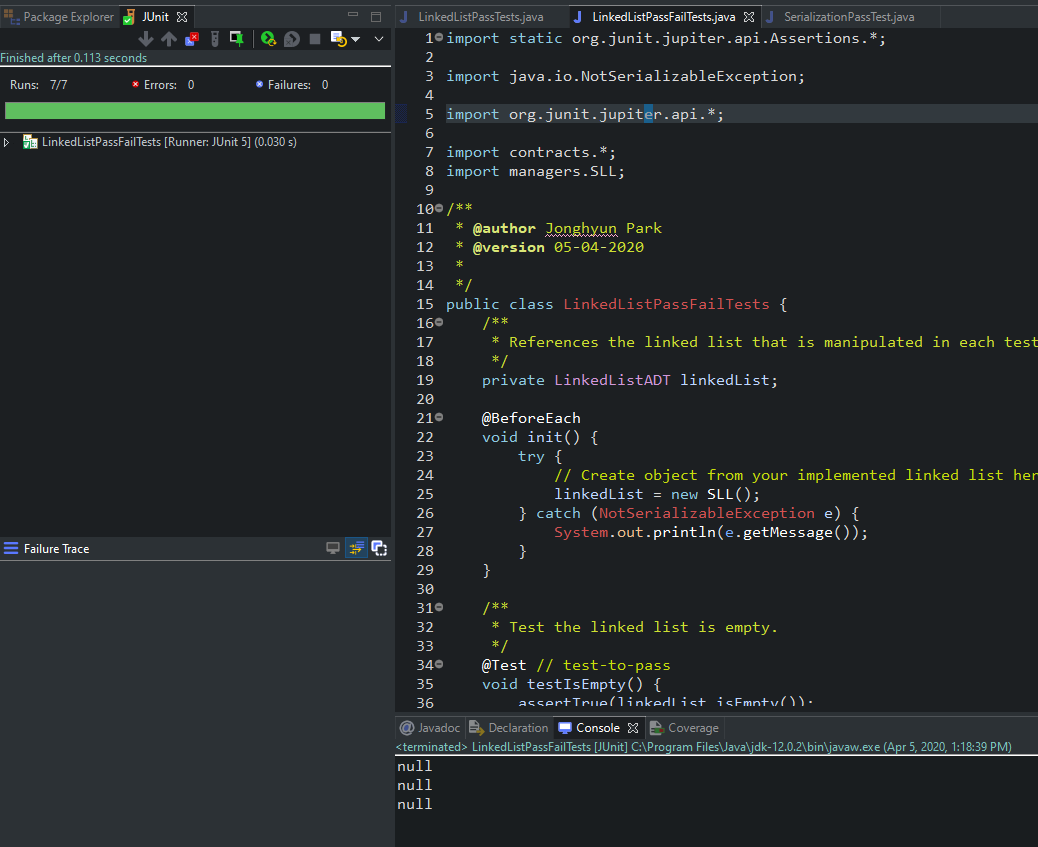 Package Explorer JUnit
Finished after 0.113 seconds
Runs: 7/7 Errors: 0 Failures: 0
LinkedListPassFailTests [Runner: JUnit 5] (0.030 s)
Failure Trace
LinkedListPassTests.java LinkedListPassFailTests.java SerializationPassTest.java
1 import static org.junit.jupiter.api.Assertions.*;
2
3 import java.io.NotSerializableException;
4
5 import org.junit.jupiter.api.*;
6
7 import contracts.*;
8 import managers.SLL;
9
10 /**
11 * @author Jonghyun Park
12 * @version 05-04-2020
13 *
14 */
15 public class LinkedListPassFailTests {
16 /**
17 * References the linked list that is manipulated in each test
18 */
19 private LinkedListADT linkedList;
20
21 @BeforeEach
22 void init() {
23 try {
24 // Create object from your implemented linked list her
25 linkedList = new SLL();
26 } catch (NotSerializableException e) {
27 System.out.println(e.getMessage());
28 }
29 }
30
31 /**
32 * Test the linked list is empty.
33 */
34 @Test // test-to-pass
35 void testIsEmpty() {
36 assertTrue(linkedList.isEmpty());
@ Javadoc Declaration Console Coverage
<terminated> LinkedListPassFailTests [JUnit] C:\Program Files\Java\jdk-12.0.2\bin\javaw.exe (Apr 5, 2020, 1:18:39 PM)
null
null
null